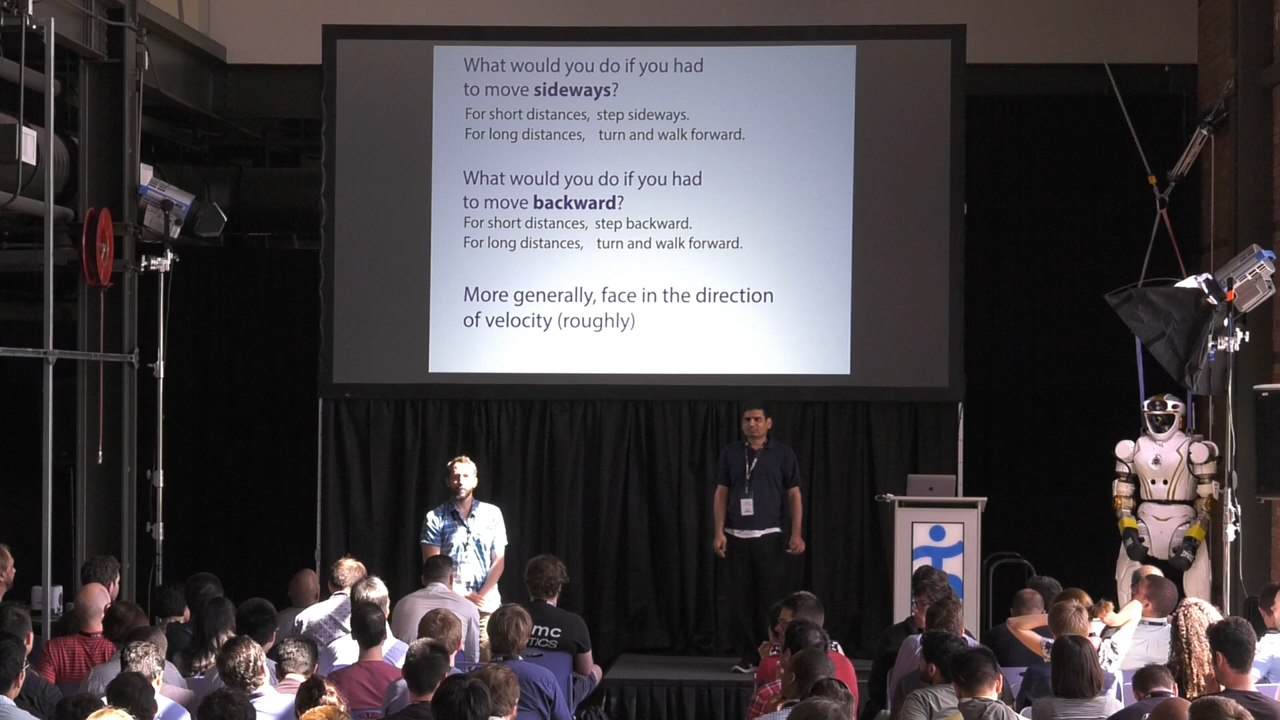 What would you do if you had
to move sideways?
For short distances, step sideways.
For long distances, turn and walk forward.
What would you do if you had
to move backward?
For short distances, step backward.
For long distances, turn and walk forward.
More generally, face in the direction
of velocity (roughly)
mc
TICS